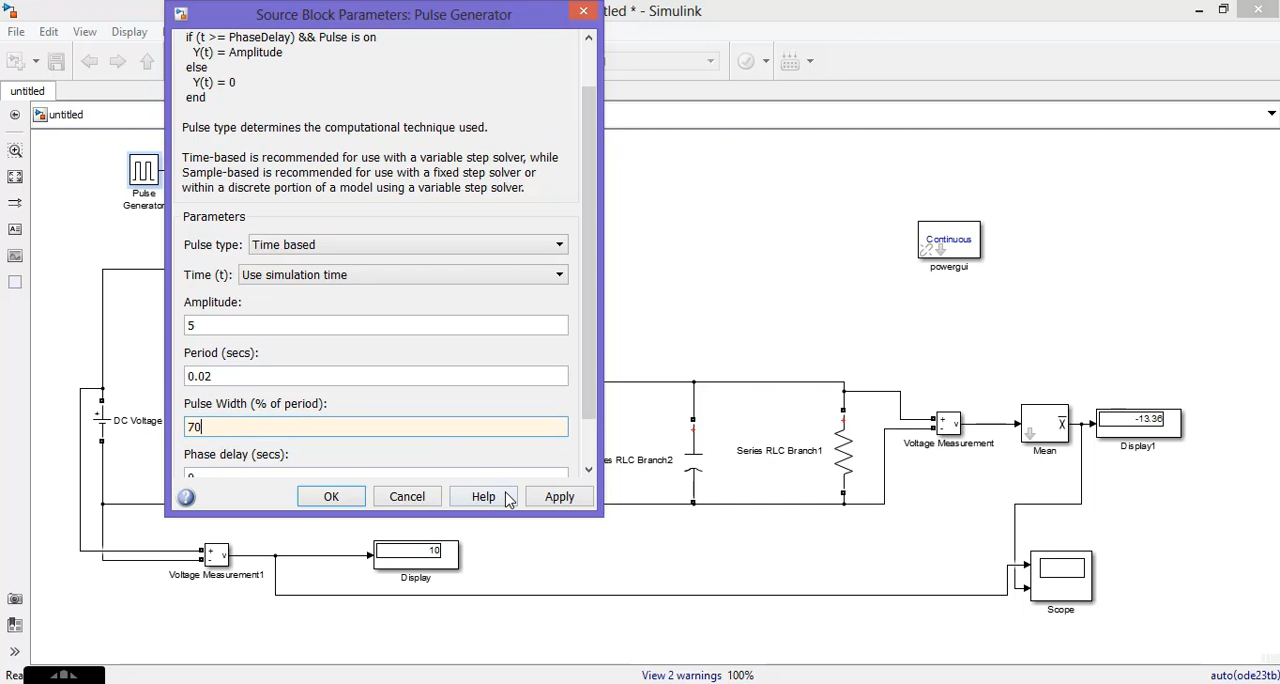 Source Block Parameters: Pulse Generator
tled * - Simulink
File Edit View Display
untitled
untitled
if (t >= PhaseDelay) && Pulse is on
Y(t) = Amplitude
else
Y(t) = 0
end
Pulse type determines the computational technique used.
Time-based is recommended for use with a variable step solver, while
Sample-based is recommended for use with a fixed step solver or
within a discrete portion of a model using a variable step solver.
Parameters
Pulse type: Time based
Time (t): Use simulation time
Amplitude:
5
Period (secs):
0.02
Pulse Width (% of period):
70
Phase delay (secs):
OK Cancel Help Apply
Pulse
Generator
Continuous
powergui
DC Voltage
es RLC Branch2
Series RLC Branch1
Voltage Measurement
Mean
-13.36
Display1
Voltage Measurement1
10
Display
Scope
Rea
View 2 warnings 100%
auto(ode23tb)